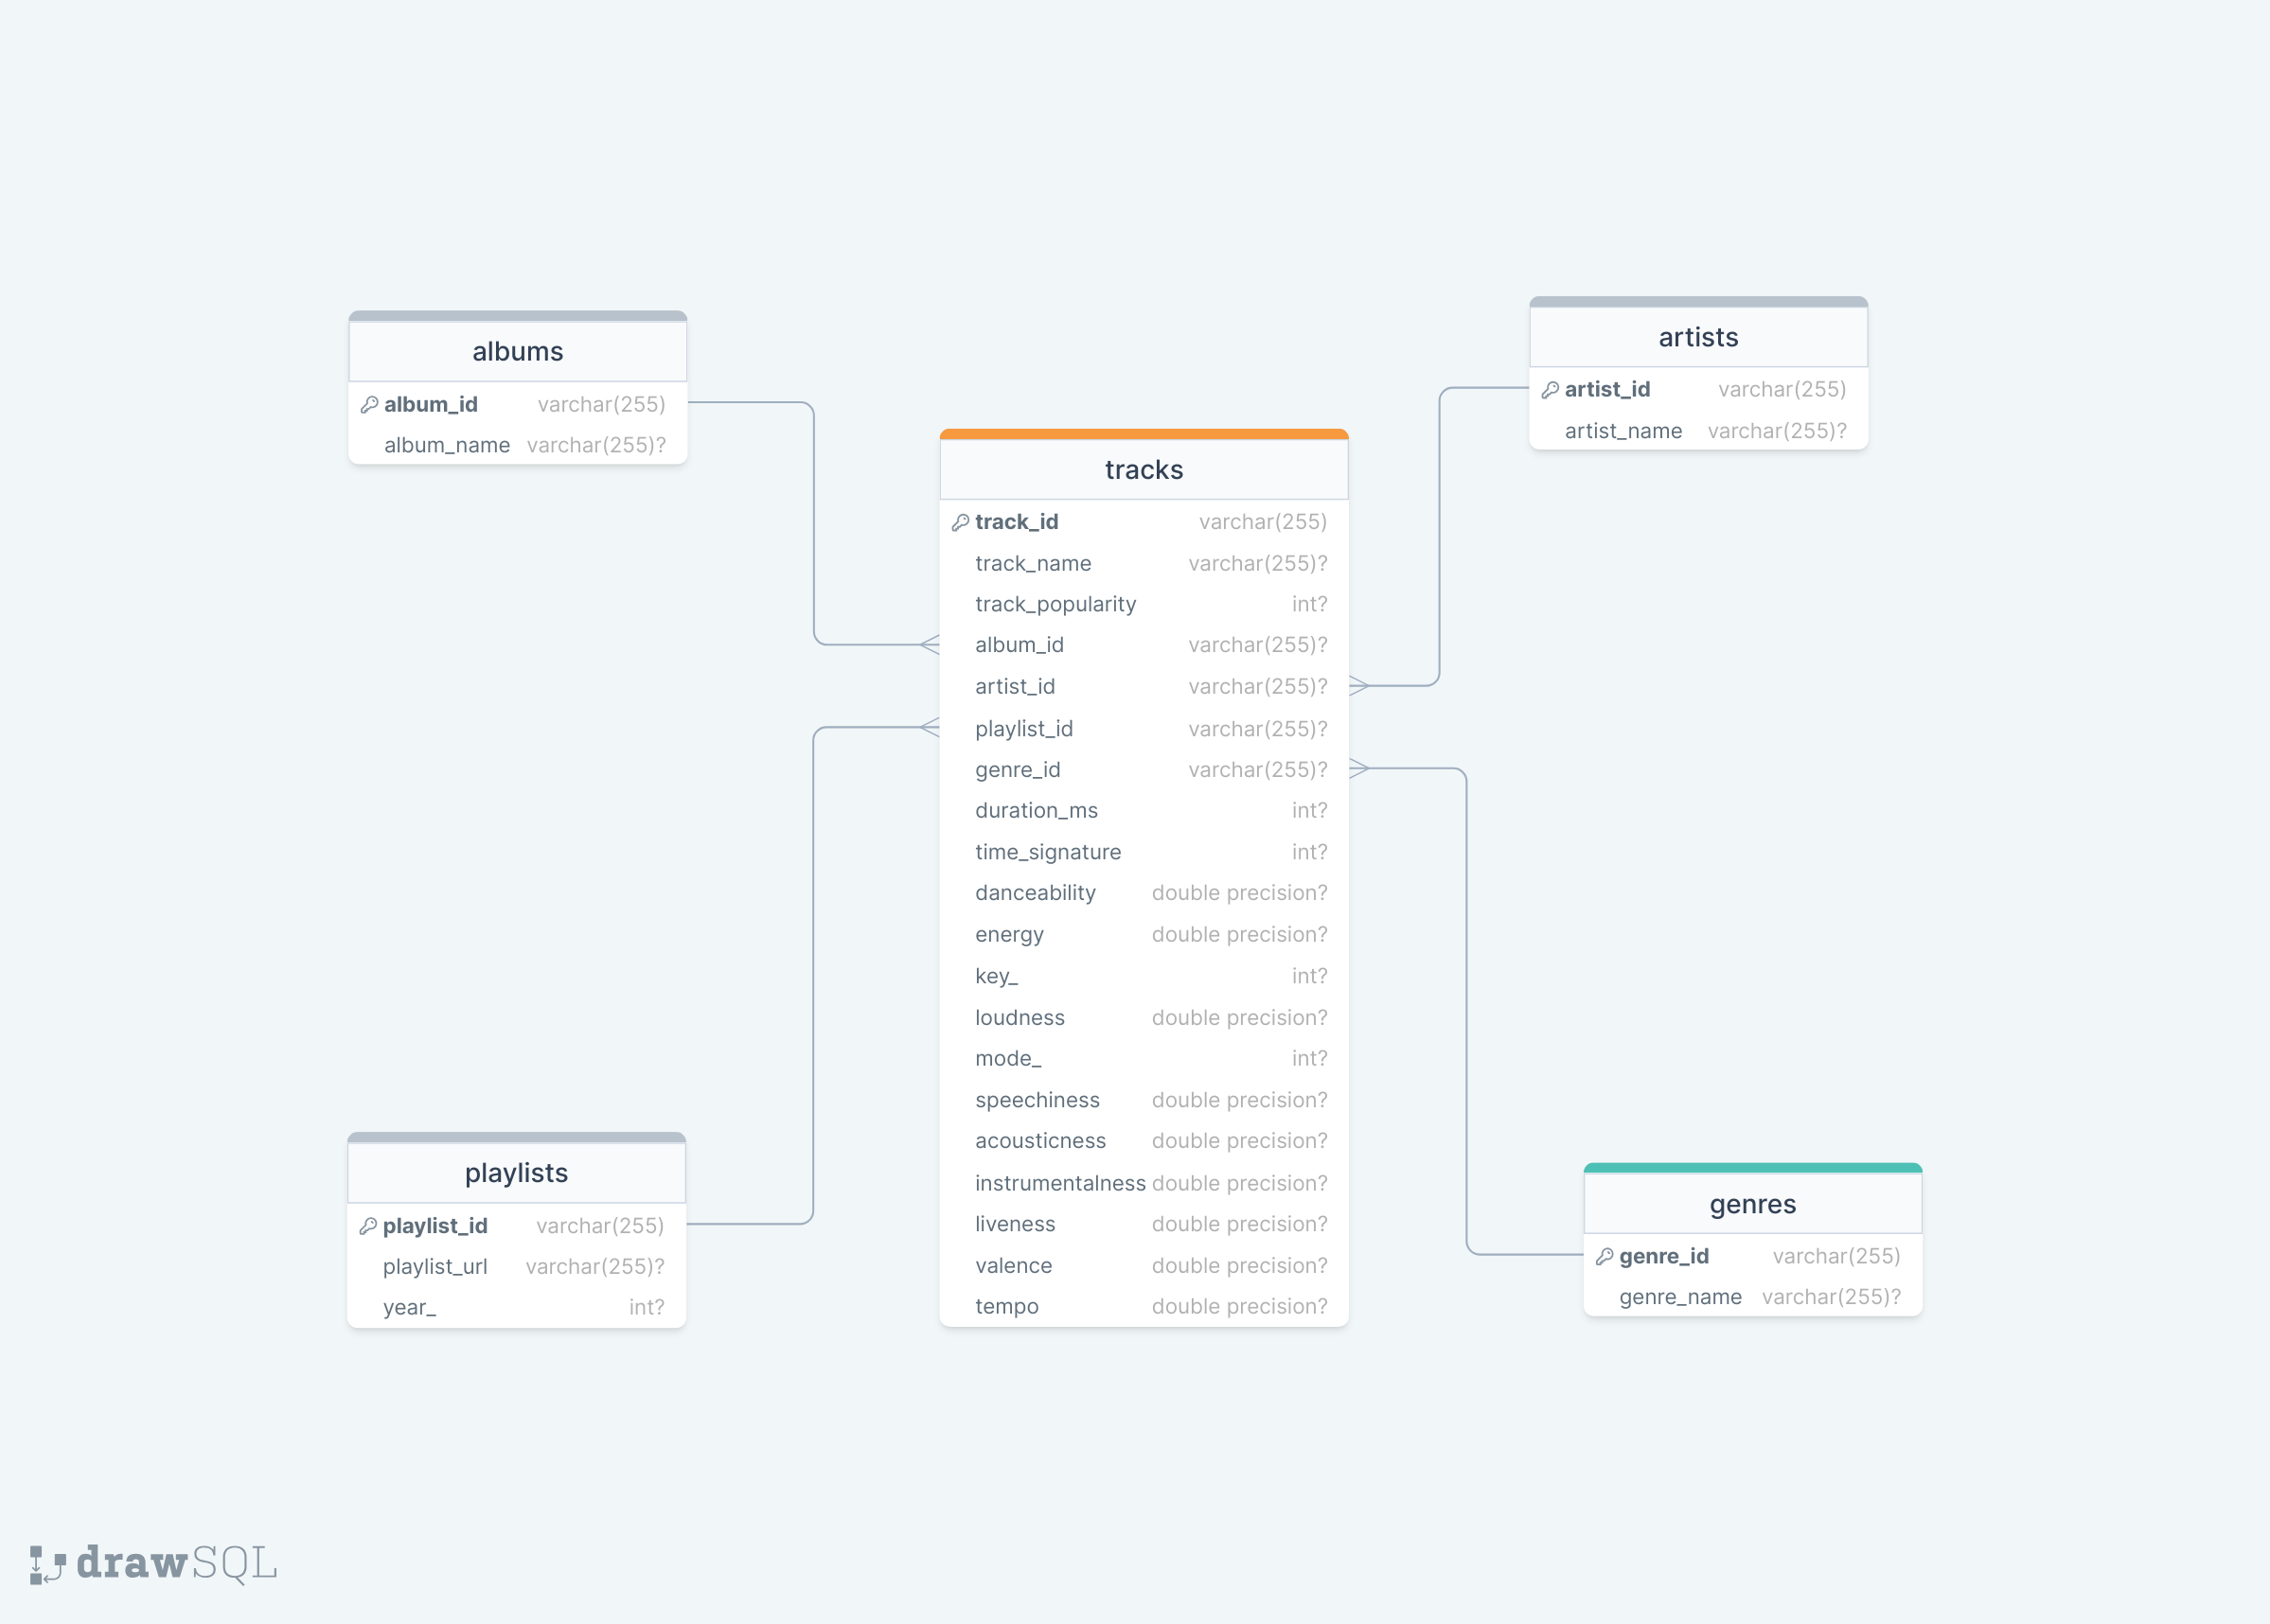 albums
album_id varchar(255)
album_name varchar(255)?
artists
artist_id varchar(255)
artist_name varchar(255)?
tracks
track_id varchar(255)
track_name varchar(255)?
track_popularity int?
album_id varchar(255)?
artist_id varchar(255)?
playlist_id varchar(255)?
genre_id varchar(255)?
duration_ms int?
time_signature int?
danceability double precision?
energy double precision?
key_ int?
loudness double precision?
mode_ int?
speechiness double precision?
acousticness double precision?
instrumentalness double precision?
liveness double precision?
valence double precision?
tempo double precision?
playlists
playlist_id varchar(255)
playlist_url varchar(255)?
year_ int?
genres
genre_id varchar(255)
genre_name varchar(255)?
drawSQL